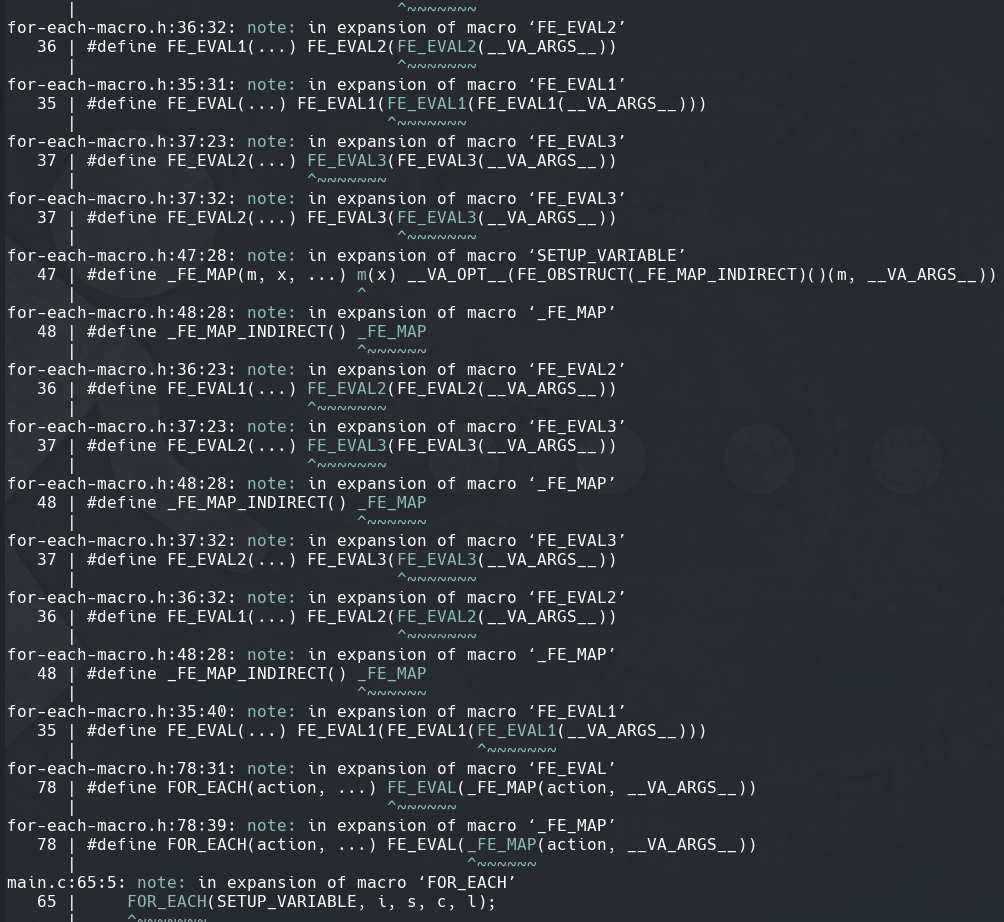 |                                ^~~~~~~~
for-each-macro.h:36:32: note: in expansion of macro ‘FE_EVAL2’
   36 | #define FE_EVAL1(...) FE_EVAL2(FE_EVAL2(__VA_ARGS__))
      |                                ^~~~~~~~
for-each-macro.h:35:31: note: in expansion of macro ‘FE_EVAL1’
   35 | #define FE_EVAL(...) FE_EVAL1(FE_EVAL1(FE_EVAL1(__VA_ARGS__)))
      |                               ^~~~~~~~
for-each-macro.h:37:23: note: in expansion of macro ‘FE_EVAL3’
   37 | #define FE_EVAL2(...) FE_EVAL3(FE_EVAL3(__VA_ARGS__))
      |                       ^~~~~~~~
for-each-macro.h:37:32: note: in expansion of macro ‘FE_EVAL3’
   37 | #define FE_EVAL2(...) FE_EVAL3(FE_EVAL3(__VA_ARGS__))
      |                                ^~~~~~~~
for-each-macro.h:47:28: note: in expansion of macro ‘SETUP_VARIABLE’
   47 | #define _FE_MAP(m, x, ...) m(x) __VA_OPT__(FE_OBSTRUCT(_FE_MAP_INDIRECT)()(m, __VA_ARGS__))
      |                            ^
for-each-macro.h:48:28: note: in expansion of macro ‘_FE_MAP’
   48 | #define _FE_MAP_INDIRECT() _FE_MAP
      |                            ^~~~~~~
for-each-macro.h:36:23: note: in expansion of macro ‘FE_EVAL2’
   36 | #define FE_EVAL1(...) FE_EVAL2(FE_EVAL2(__VA_ARGS__))
      |                       ^~~~~~~~
for-each-macro.h:37:23: note: in expansion of macro ‘FE_EVAL3’
   37 | #define FE_EVAL2(...) FE_EVAL3(FE_EVAL3(__VA_ARGS__))
      |                       ^~~~~~~~
for-each-macro.h:48:28: note: in expansion of macro ‘_FE_MAP’
   48 | #define _FE_MAP_INDIRECT() _FE_MAP
      |                            ^~~~~~~
for-each-macro.h:37:32: note: in expansion of macro ‘FE_EVAL3’
   37 | #define FE_EVAL2(...) FE_EVAL3(FE_EVAL3(__VA_ARGS__))
      |                                ^~~~~~~~
for-each-macro.h:36:32: note: in expansion of macro ‘FE_EVAL2’
   36 | #define FE_EVAL1(...) FE_EVAL2(FE_EVAL2(__VA_ARGS__))
      |                                ^~~~~~~~
for-each-macro.h:48:28: note: in expansion of macro ‘_FE_MAP’
   48 | #define _FE_MAP_INDIRECT() _FE_MAP
      |                            ^~~~~~~
for-each-macro.h:35:40: note: in expansion of macro ‘FE_EVAL1’
   35 | #define FE_EVAL(...) FE_EVAL1(FE_EVAL1(FE_EVAL1(__VA_ARGS__)))
      |                                        ^~~~~~~~
for-each-macro.h:78:31: note: in expansion of macro ‘FE_EVAL’
   78 | #define FOR_EACH(action, ...) FE_EVAL(_FE_MAP(action, __VA_ARGS__))
      |                               ^~~~~~~
for-each-macro.h:78:39: note: in expansion of macro ‘_FE_MAP’
   78 | #define FOR_EACH(action, ...) FE_EVAL(_FE_MAP(action, __VA_ARGS__))
      |                                       ^~~~~~~
main.c:65:5: note: in expansion of macro ‘FOR_EACH’
   65 |     FOR_EACH(SETUP_VARIABLE, i, s, c, l);
      |     ^~~~~~~~